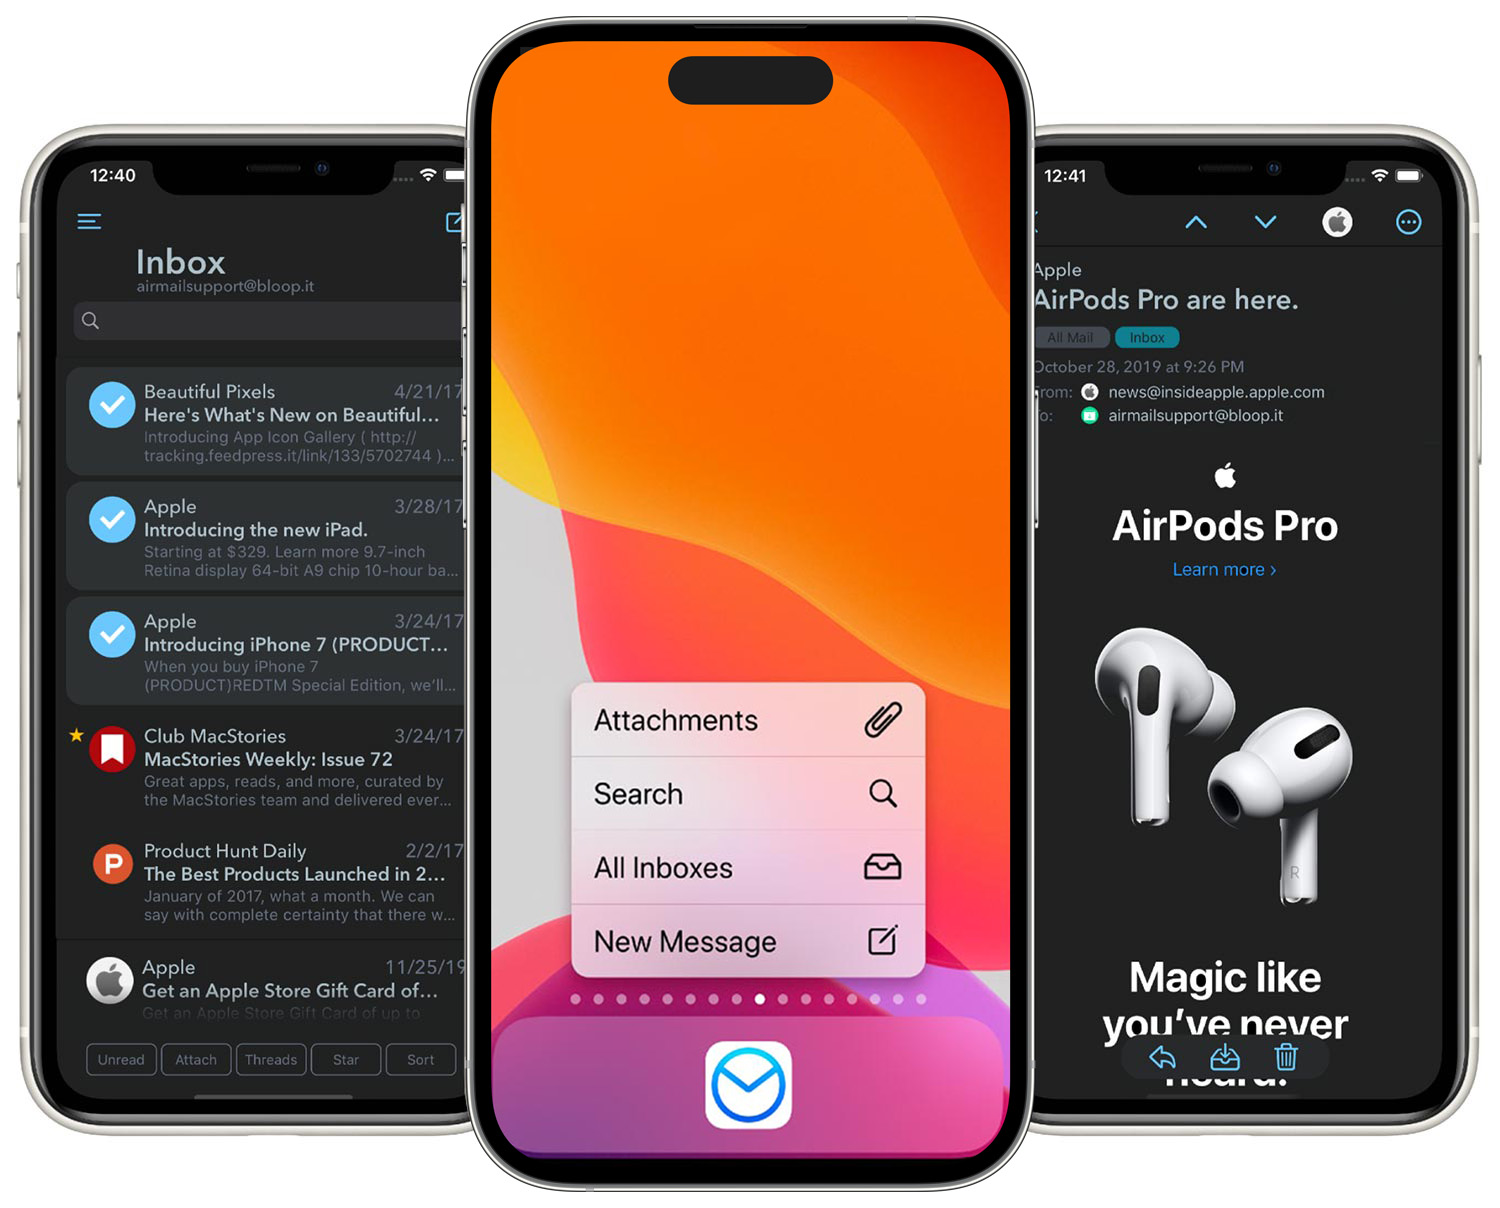 12:40
Inbox
airmailsupport@bloop.it
Beautiful Pixels 4/21/17
Here's What's New on Beautiful...
Introducing App Icon Gallery ( http://
tracking.feedpress.it/link/133/5702744 )...
Apple 3/28/17
Introducing the new iPad.
Starting at $329. Learn more 9.7-inch
Retina display 64-bit A9 chip 10-hour ba...
Apple 3/24/17
Introducing iPhone 7 (PRODUCT...
When you buy iPhone 7
(PRODUCT)REDTM Special Edition, we'll...
Club MacStories 3/24/17
MacStories Weekly: Issue 72
Great apps, reads, and more, curated by
the MacStories team and delivered ever...
P
Product Hunt Daily 2/2/17
The Best Products Launched in 2...
January of 2017, what a month. We can
say with complete certainty that there w...
Apple 11/25/19
Get an Apple Store Gift Card of...
Get an Apple Store Gift Card of up to
Unread Attach Threads Star Sort
Attachments
Search
All Inboxes
New Message
12:41
Apple
AirPods Pro are here.
All Mail Inbox
October 28, 2019 at 9:26 PM
From: news@insideapple.apple.com
To: airmailsupport@bloop.it
AirPods Pro
Learn more ›
R
Magic like
you've never
heard.